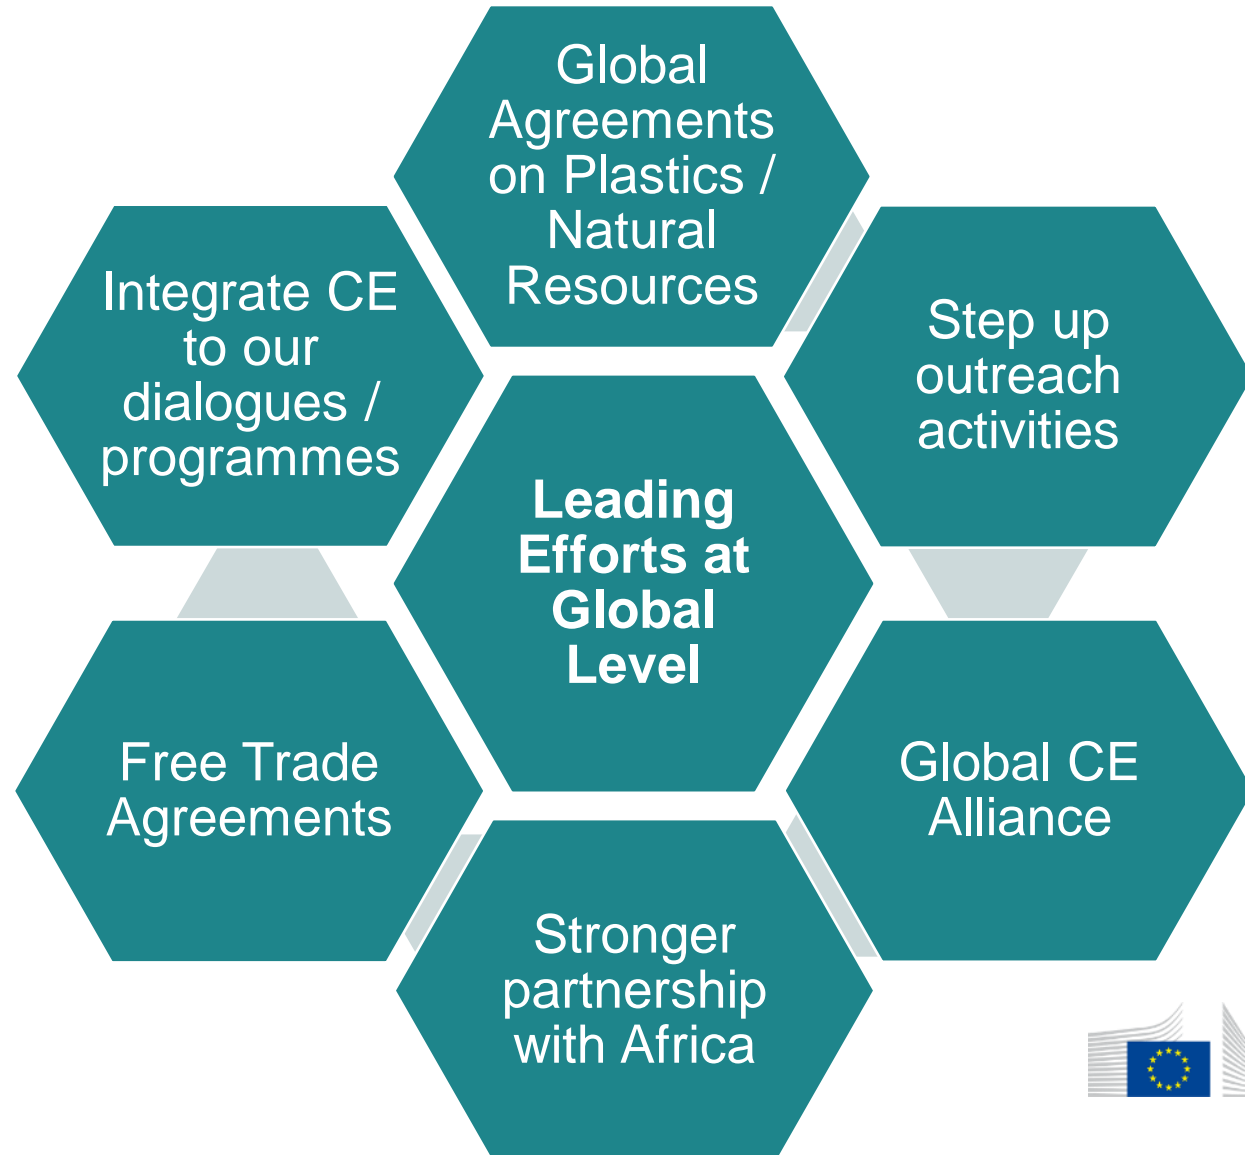 Global
Agreements
on Plastics /
Natural
Resources
Integrate CE
to our
dialogues /
programmes
Step up
outreach
activities
Leading
Efforts at
Global
Level
Free Trade
Agreements
Global CE
Alliance
Stronger
partnership
with Africa